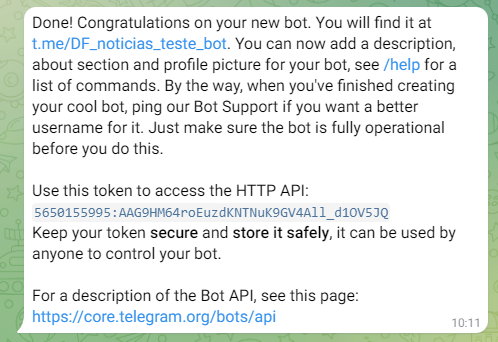 Done! Congratulations on your new bot. You will find it at
t.me/DF_noticias_teste_bot. You can now add a description,
about section and profile picture for your bot, see /help for a
list of commands. By the way, when you've finished creating
your cool bot, ping our Bot Support if you want a better
username for it. Just make sure the bot is fully operational
before you do this.
Use this token to access the HTTP API:
5650155995:AAG9HM64roEuzdKNTNuK9GV4All_d1OV5JQ
Keep your token secure and store it safely, it can be used by
anyone to control your bot.
For a description of the Bot API, see this page:
https://core.telegram.org/bots/api
10:11